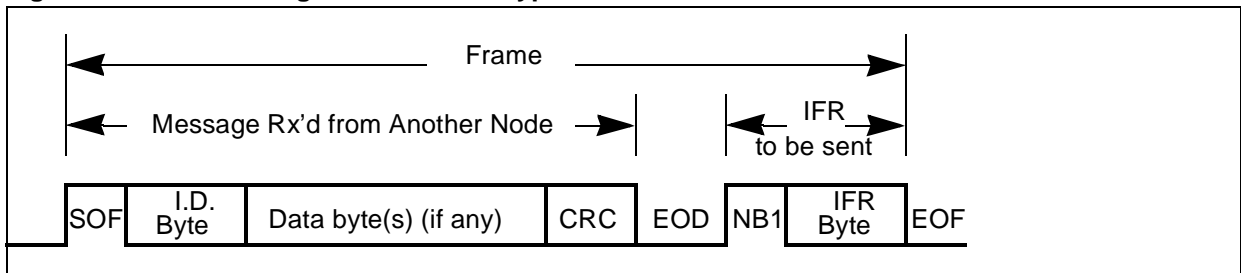 Frame
Message Rx'd from Another Node
IFR
to be sent
SOF
I.D.
Byte
Data byte(s) (if any)
CRC
EOD
NB1
IFR
Byte
EOF